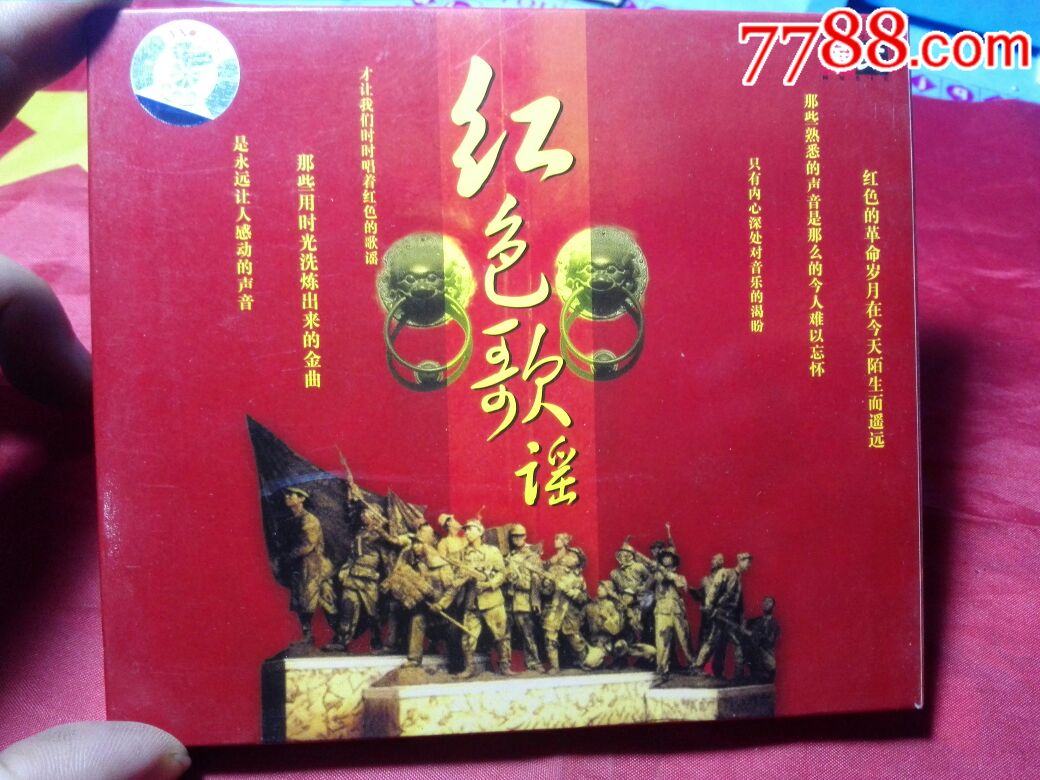 7788.com
红色歌谣
红色的革命岁月在今天陌生而遥远
那些熟悉的声音是那么的令人难以忘怀
只有内心深处对音乐的渴盼
才让我们时时唱着红色的歌谣
那些用时光洗炼出来的金曲
是永远让人感动的声音